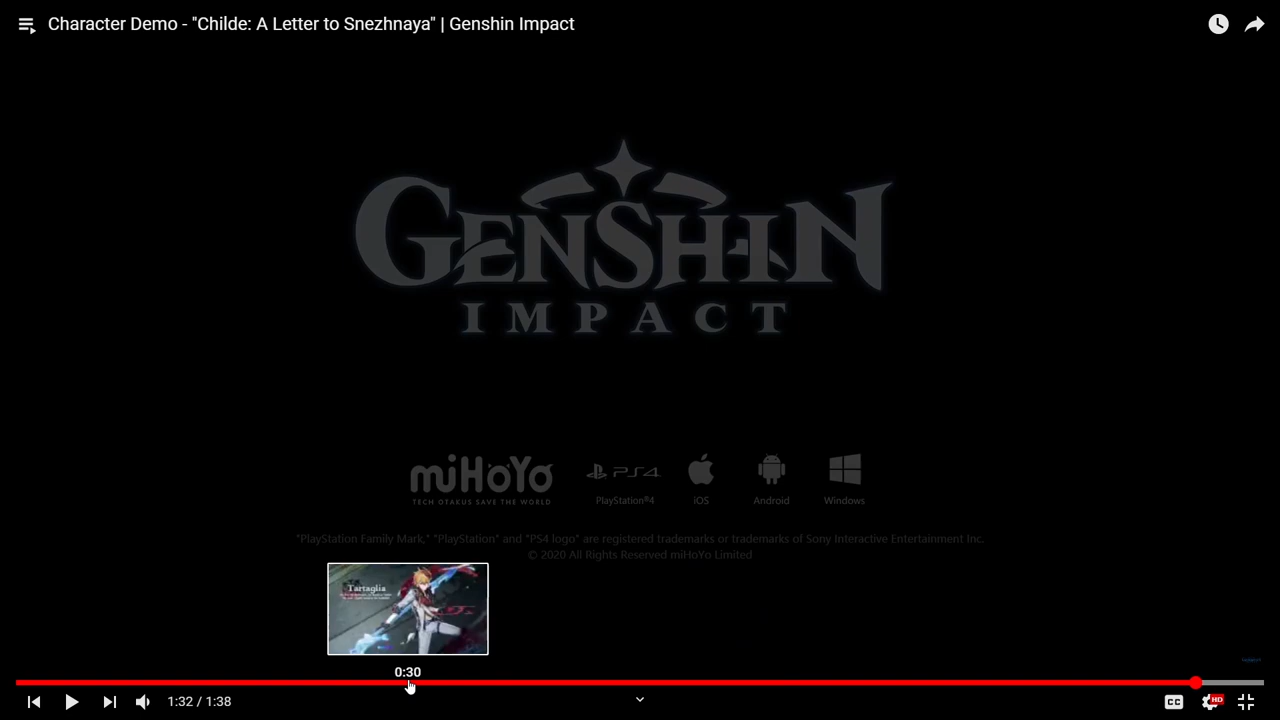 Character Demo - "Childe: A Letter to Snezhnaya" | Genshin Impact
GENSHIN
IMPACT
miHoYo
TECH OTAKUS SAVE THE WORLD
PS4
PlayStation®4
iOS
Android
Windows
"PlayStation Family Mark," "PlayStation" and "PS4 logo" are registered trademarks or trademarks of Sony Interactive Entertainment Inc.
© 2020 All Rights Reserved miHoYo Limited
Tartaglia
0:30
1:32 / 1:38
CC
HD